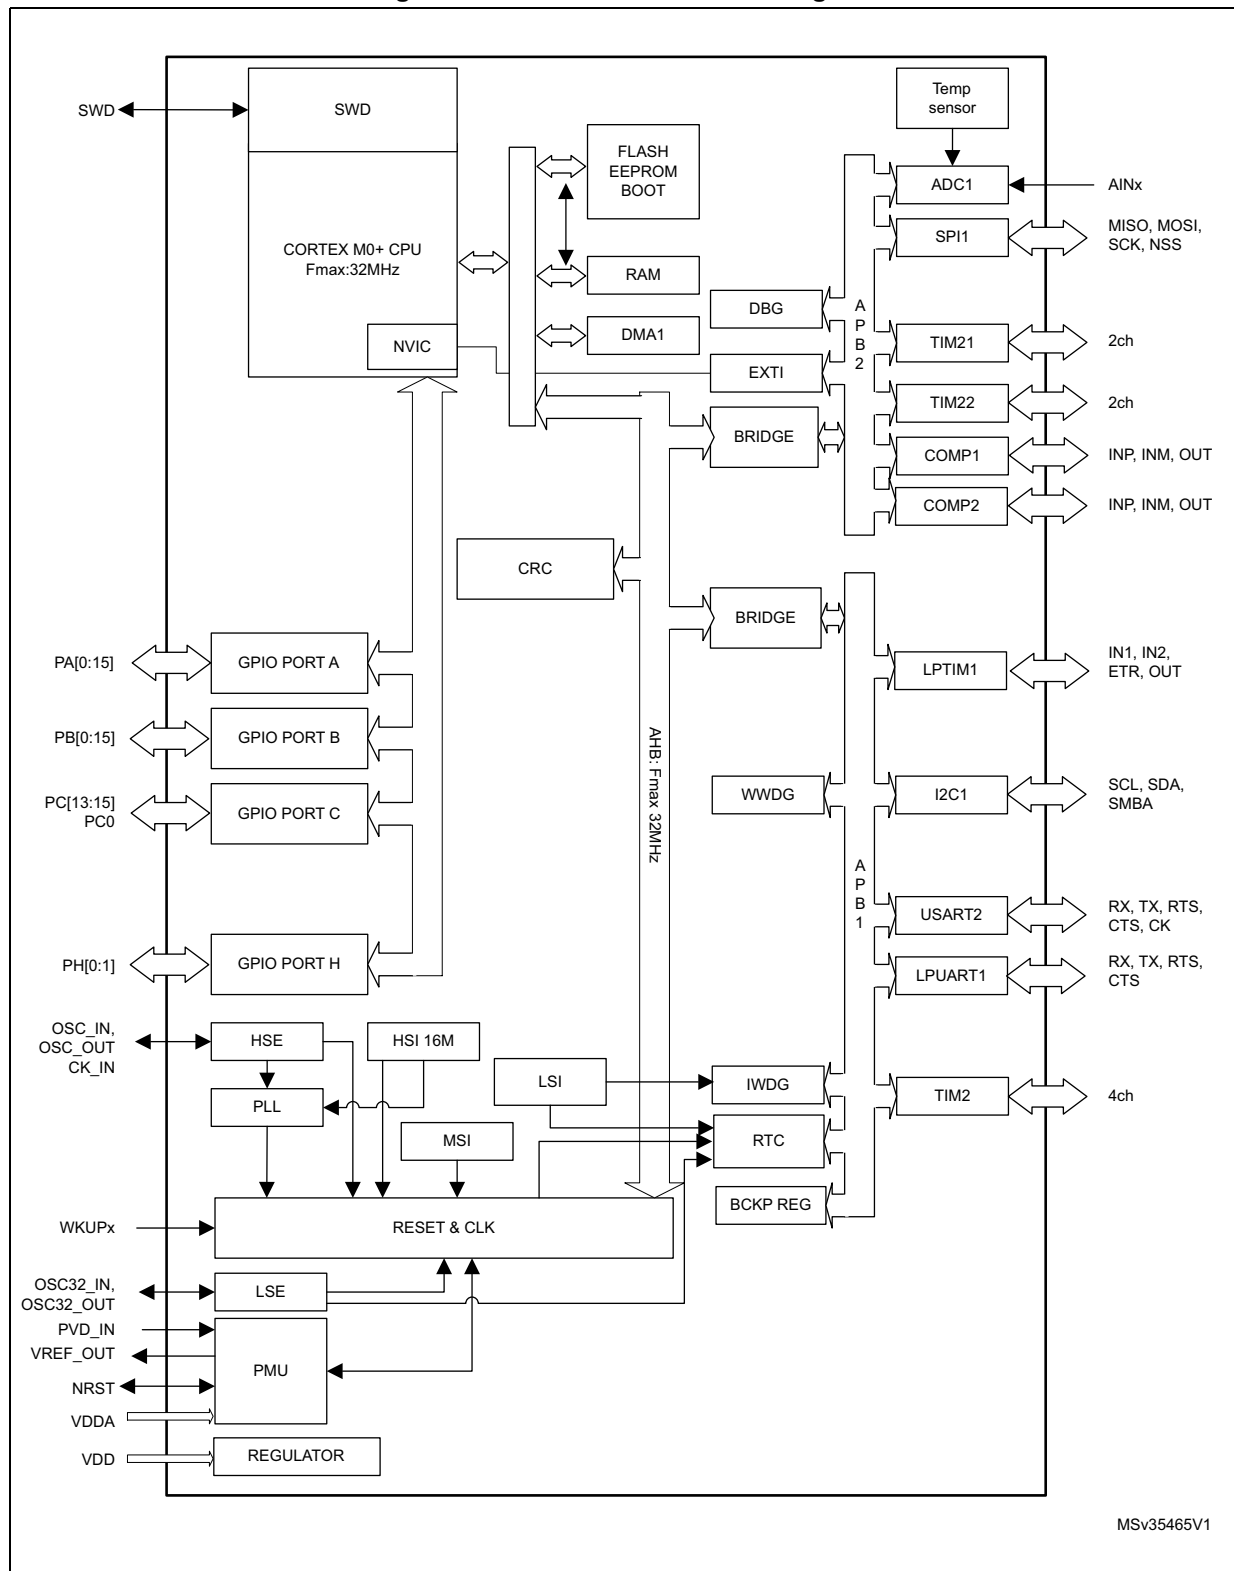 SWD
SWD
CORTEX M0+ CPU
Fmax:32MHz
NVIC
FLASH
EEPROM
BOOT
RAM
DMA1
Temp
sensor
ADC1
AINx
SPI1
MISO, MOSI,
SCK, NSS
DBG
EXTI
A
P
B
2
TIM21
2ch
TIM22
2ch
BRIDGE
COMP1
INP, INM, OUT
COMP2
INP, INM, OUT
CRC
BRIDGE
PA[0:15]
GPIO PORT A
LPTIM1
IN1, IN2,
ETR, OUT
PB[0:15]
GPIO PORT B
AHB: Fmax 32MHz
PC[13:15]
PC0
GPIO PORT C
WWDG
I2C1
SCL, SDA,
SMBA
A
P
B
1
USART2
RX, TX, RTS,
CTS, CK
PH[0:1]
GPIO PORT H
LPUART1
RX, TX, RTS,
CTS
OSC_IN,
OSC_OUT
CK_IN
HSE
HSI 16M
PLL
LSI
IWDG
TIM2
4ch
MSI
RTC
BCKP REG
WKUPx
RESET & CLK
OSC32_IN,
OSC32_OUT
LSE
PVD_IN
VREF_OUT
NRST
VDDA
PMU
VDD
REGULATOR
MSv35465V1